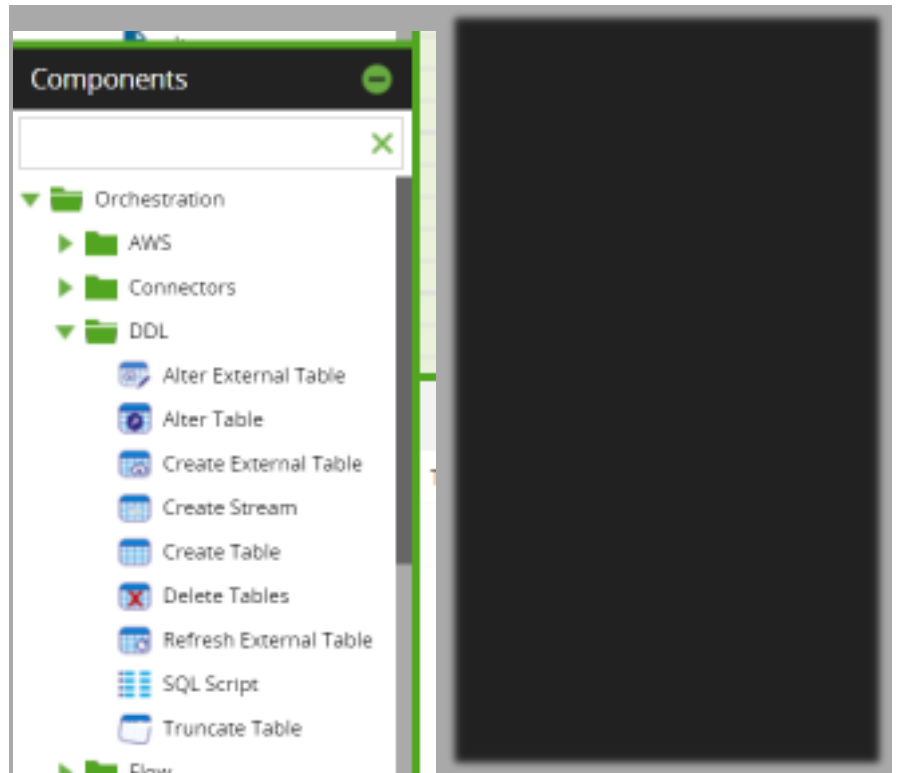 Components
Orchestration
AWS
Connectors
DDL
Alter External Table
Alter Table
Create External Table
Create Stream
Create Table
Delete Tables
Refresh External Table
SQL Script
Truncate Table
Flow